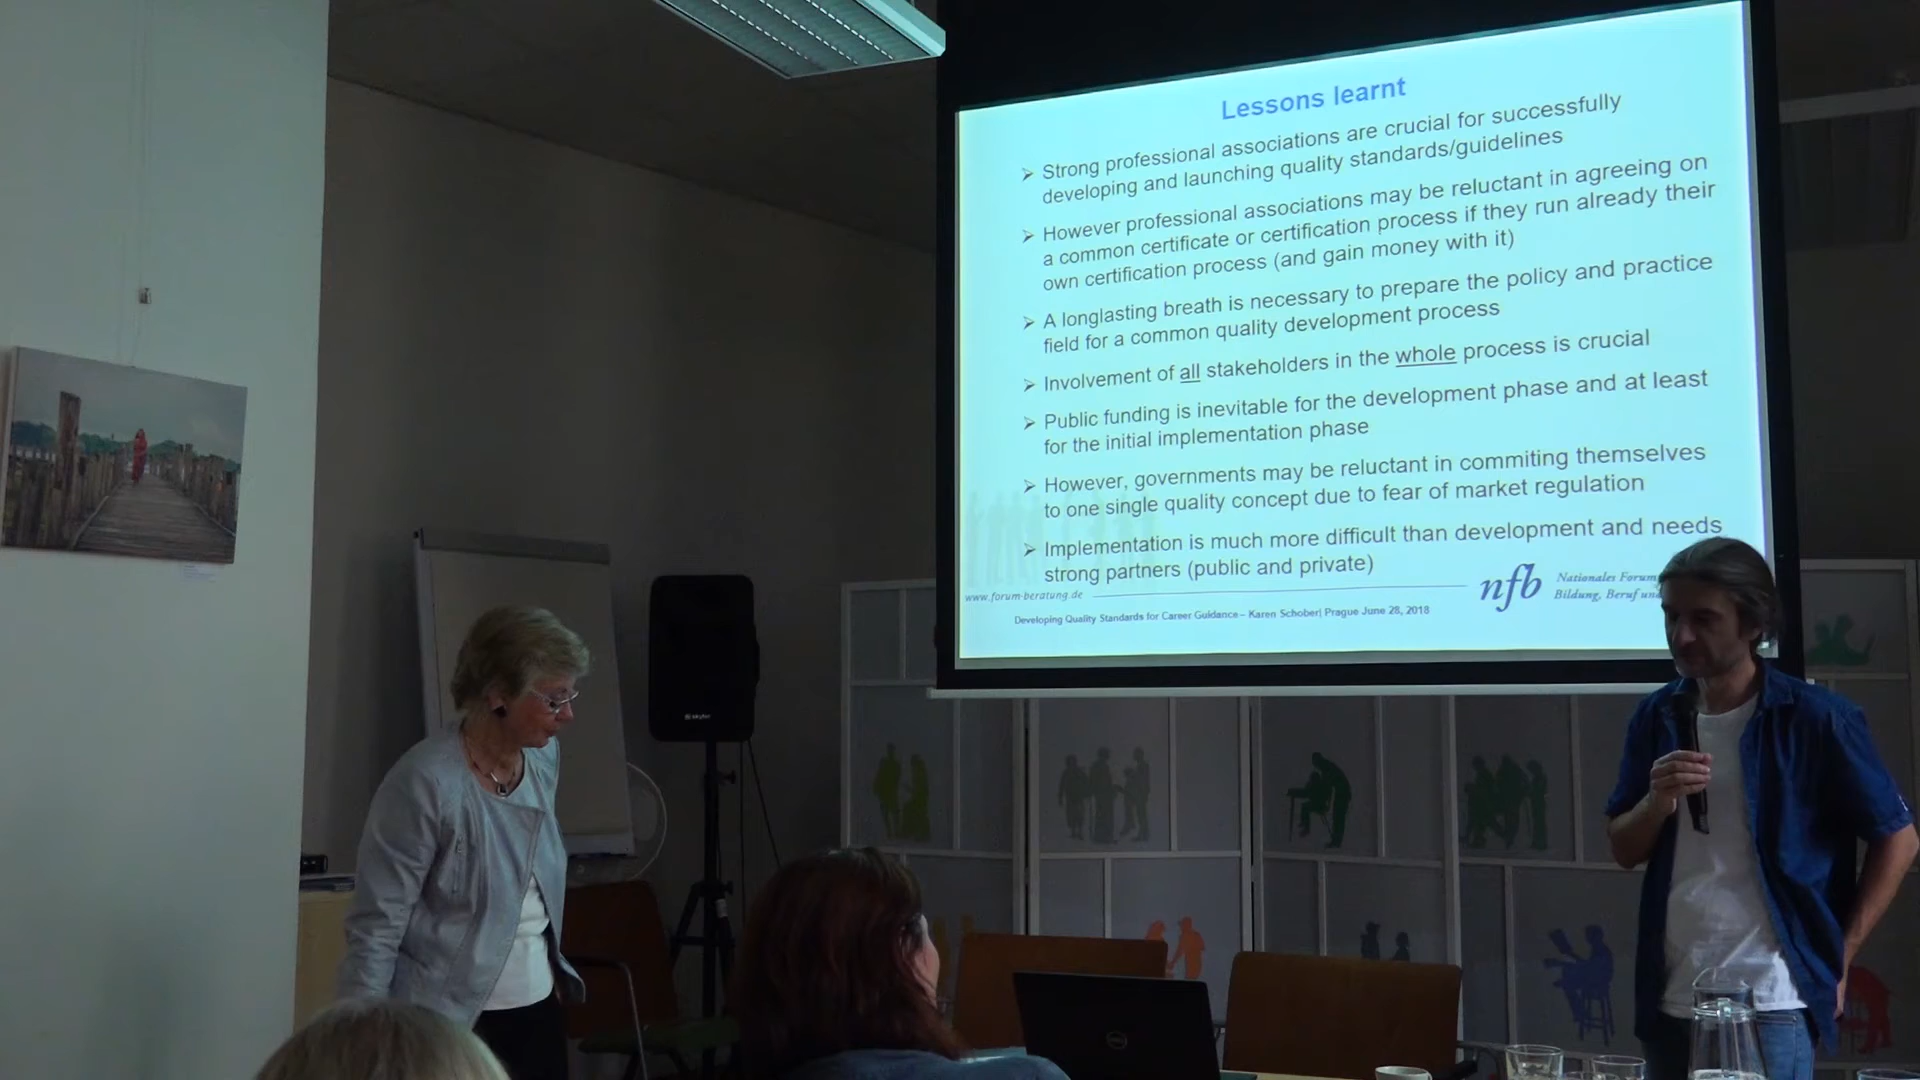 Lessons learnt
➢ Strong professional associations are crucial for successfully
developing and launching quality standards/guidelines
➢ However professional associations may be reluctant in agreeing on
a common certificate or certification process if they run already their
own certification process (and gain money with it)
➢ A longlasting breath is necessary to prepare the policy and practice
field for a common quality development process
➢ Involvement of all stakeholders in the whole process is crucial
➢ Public funding is inevitable for the development phase and at least
for the initial implementation phase
➢ However, governments may be reluctant in commiting themselves
to one single quality concept due to fear of market regulation
➢ Implementation is much more difficult than development and needs
strong partners (public and private)
www.forum-beratung.de
nfb
Nationales Forum
Bildung, Beruf und
Developing Quality Standards for Career Guidance – Karen Schober| Prague June 28, 2018
DELL